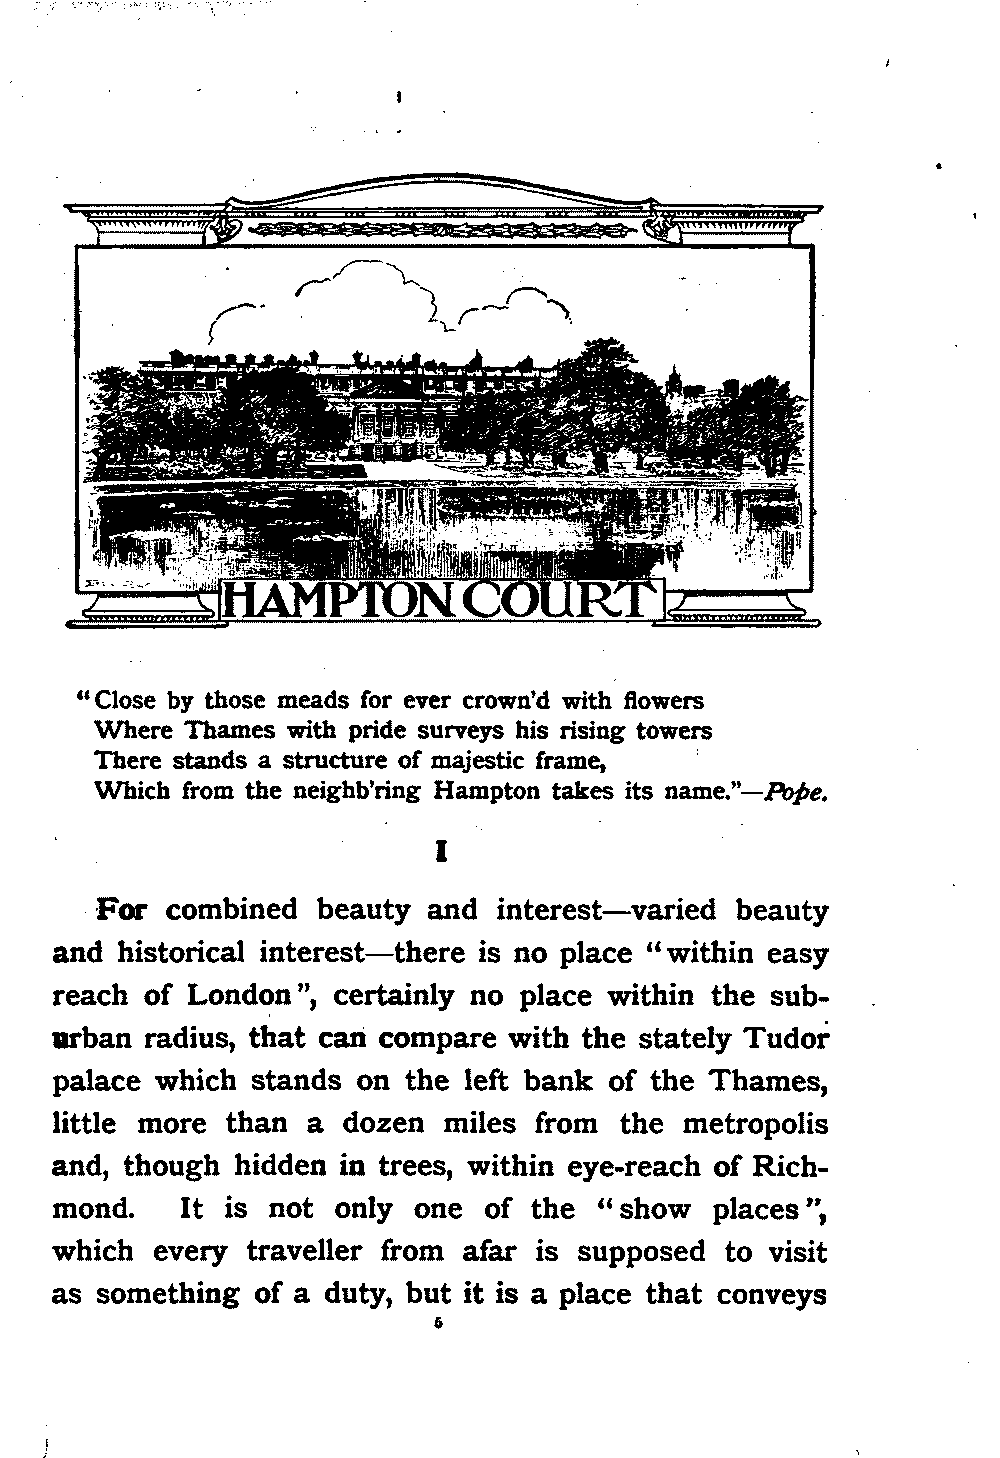 HAMPTON COURT
"Close by those meads for ever crown'd with flowers
Where Thames with pride surveys his rising towers
There stands a structure of majestic frame,
Which from the neighb'ring Hampton takes its name."—Pope.
I
For combined beauty and interest—varied beauty
and historical interest—there is no place "within easy
reach of London", certainly no place within the sub-
urban radius, that can compare with the stately Tudor
palace which stands on the left bank of the Thames,
little more than a dozen miles from the metropolis
and, though hidden in trees, within eye-reach of Rich-
mond. It is not only one of the "show places",
which every traveller from afar is supposed to visit
as something of a duty, but it is a place that conveys
5